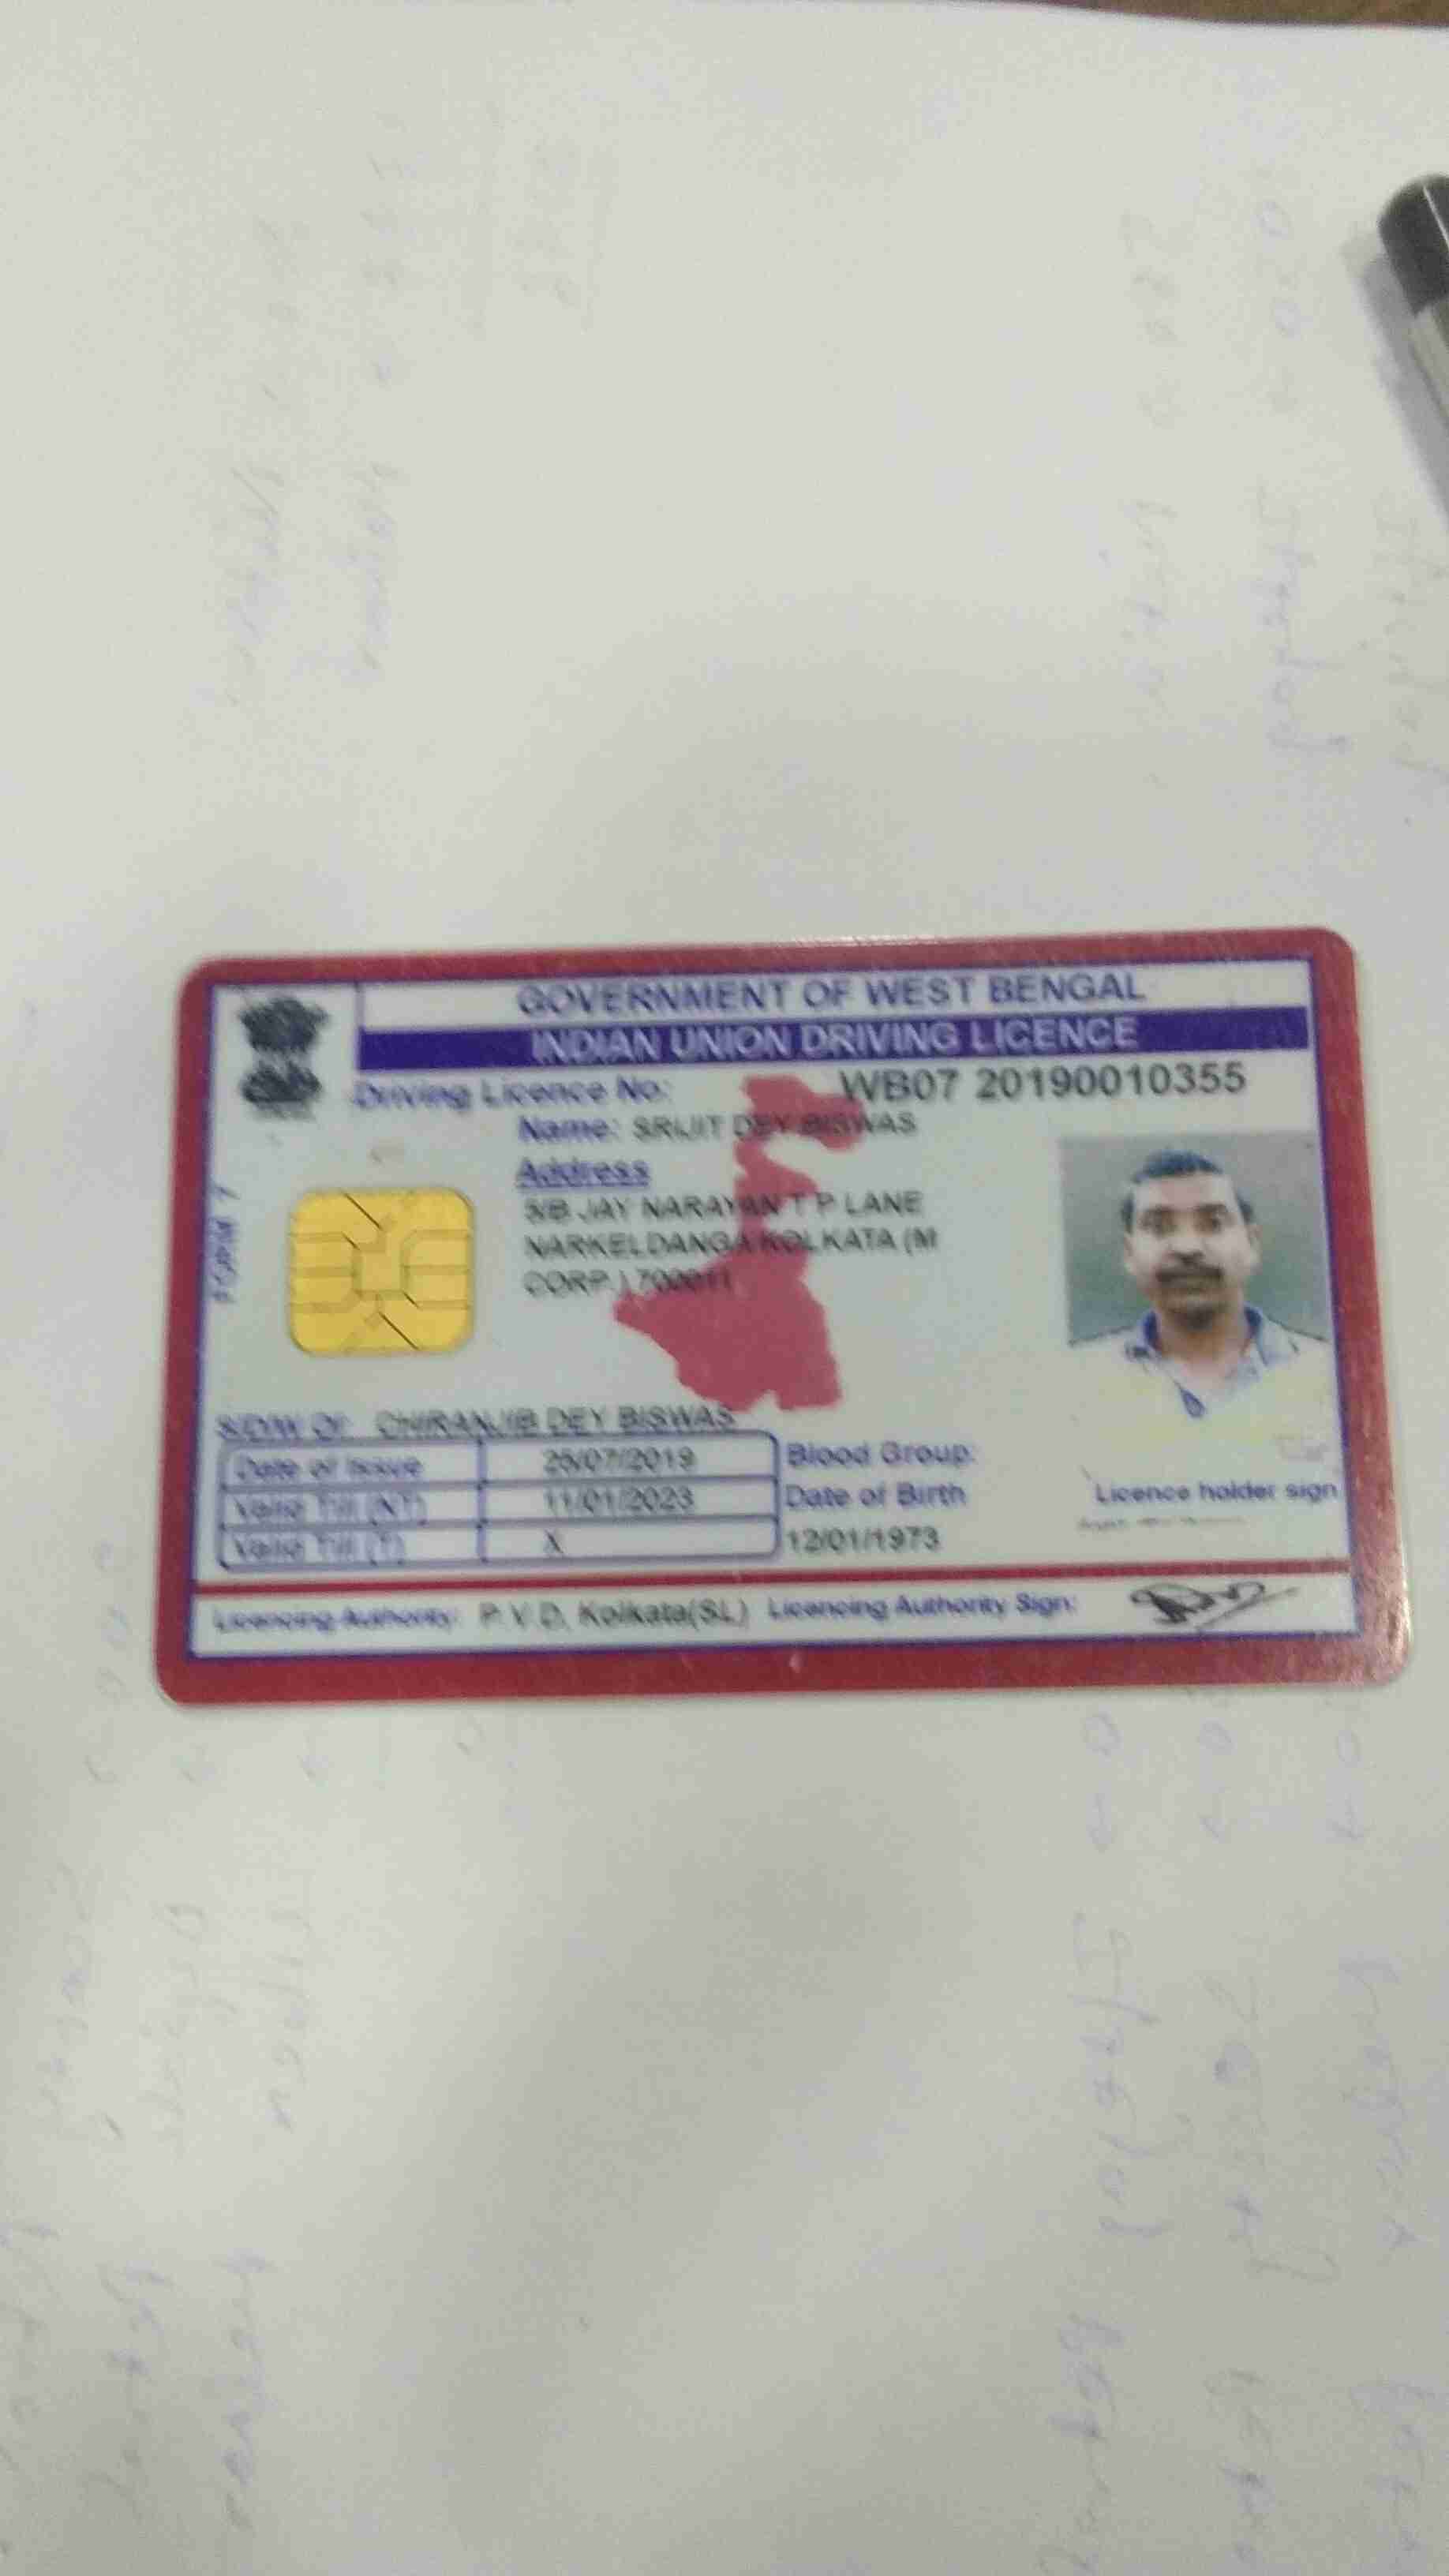 GOVERNMENT OF WEST BENGAL
INDIAN UNION DRIVING LICENCE
Driving Licence No: WB07 20190010355
Name: SRIJIT DEY BISWAS
Address
5/B JAY NARAYAN T P LANE
NARKELDANGA KOLKATA (M
CORP.) 700011
FORM 7
S/D/W Of: CHIRANJIB DEY BISWAS
Date of Issue 25/07/2019
Valid Till (NT) 11/01/2023
Valid Till (T) X
Blood Group:
Date of Birth
12/01/1973
Licence holder sign
Licencing Authority: P.V.D, Kolkata(SL) Licencing Authority Sign: